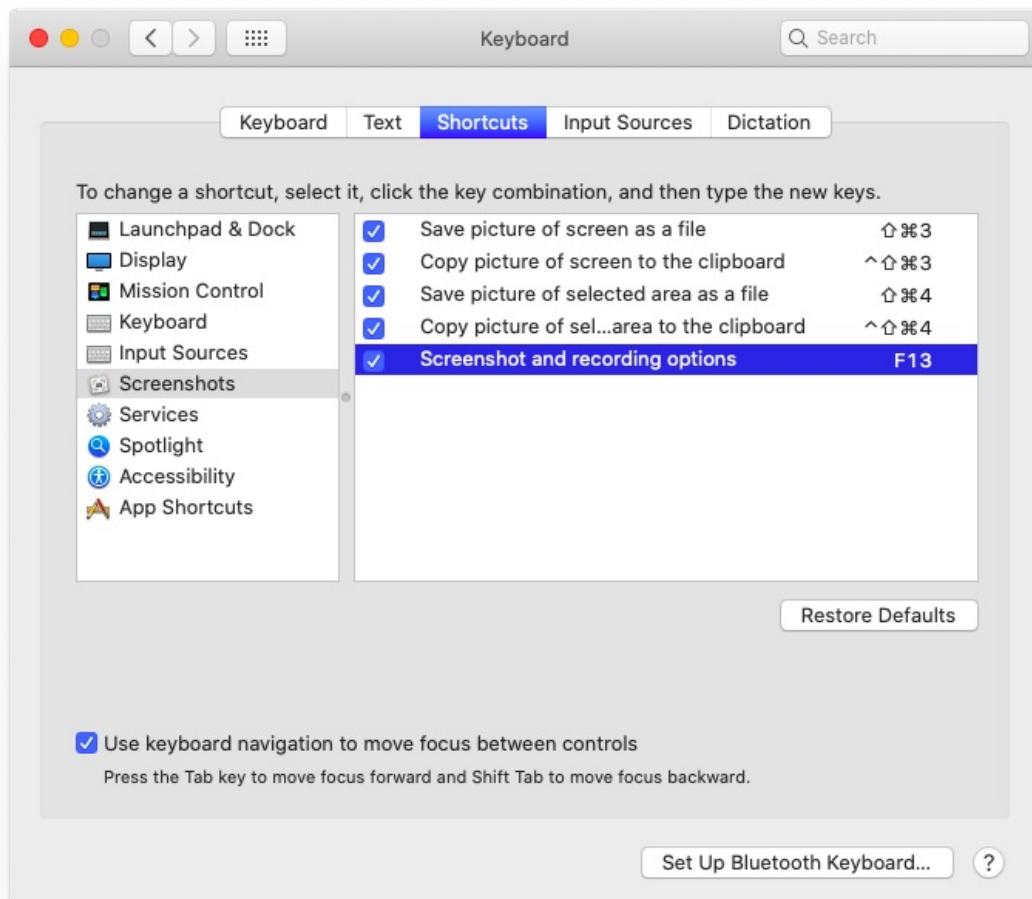 Keyboard
Search
Keyboard Text Shortcuts Input Sources Dictation
To change a shortcut, select it, click the key combination, and then type the new keys.
Launchpad & Dock
Display
Mission Control
Keyboard
Input Sources
Screenshots
Services
Spotlight
Accessibility
App Shortcuts
Save picture of screen as a file ⇧⌘3
Copy picture of screen to the clipboard ^⇧⌘3
Save picture of selected area as a file ⇧⌘4
Copy picture of sel...area to the clipboard ^⇧⌘4
Screenshot and recording options F13
Restore Defaults
Use keyboard navigation to move focus between controls
Press the Tab key to move focus forward and Shift Tab to move focus backward.
Set Up Bluetooth Keyboard... ?